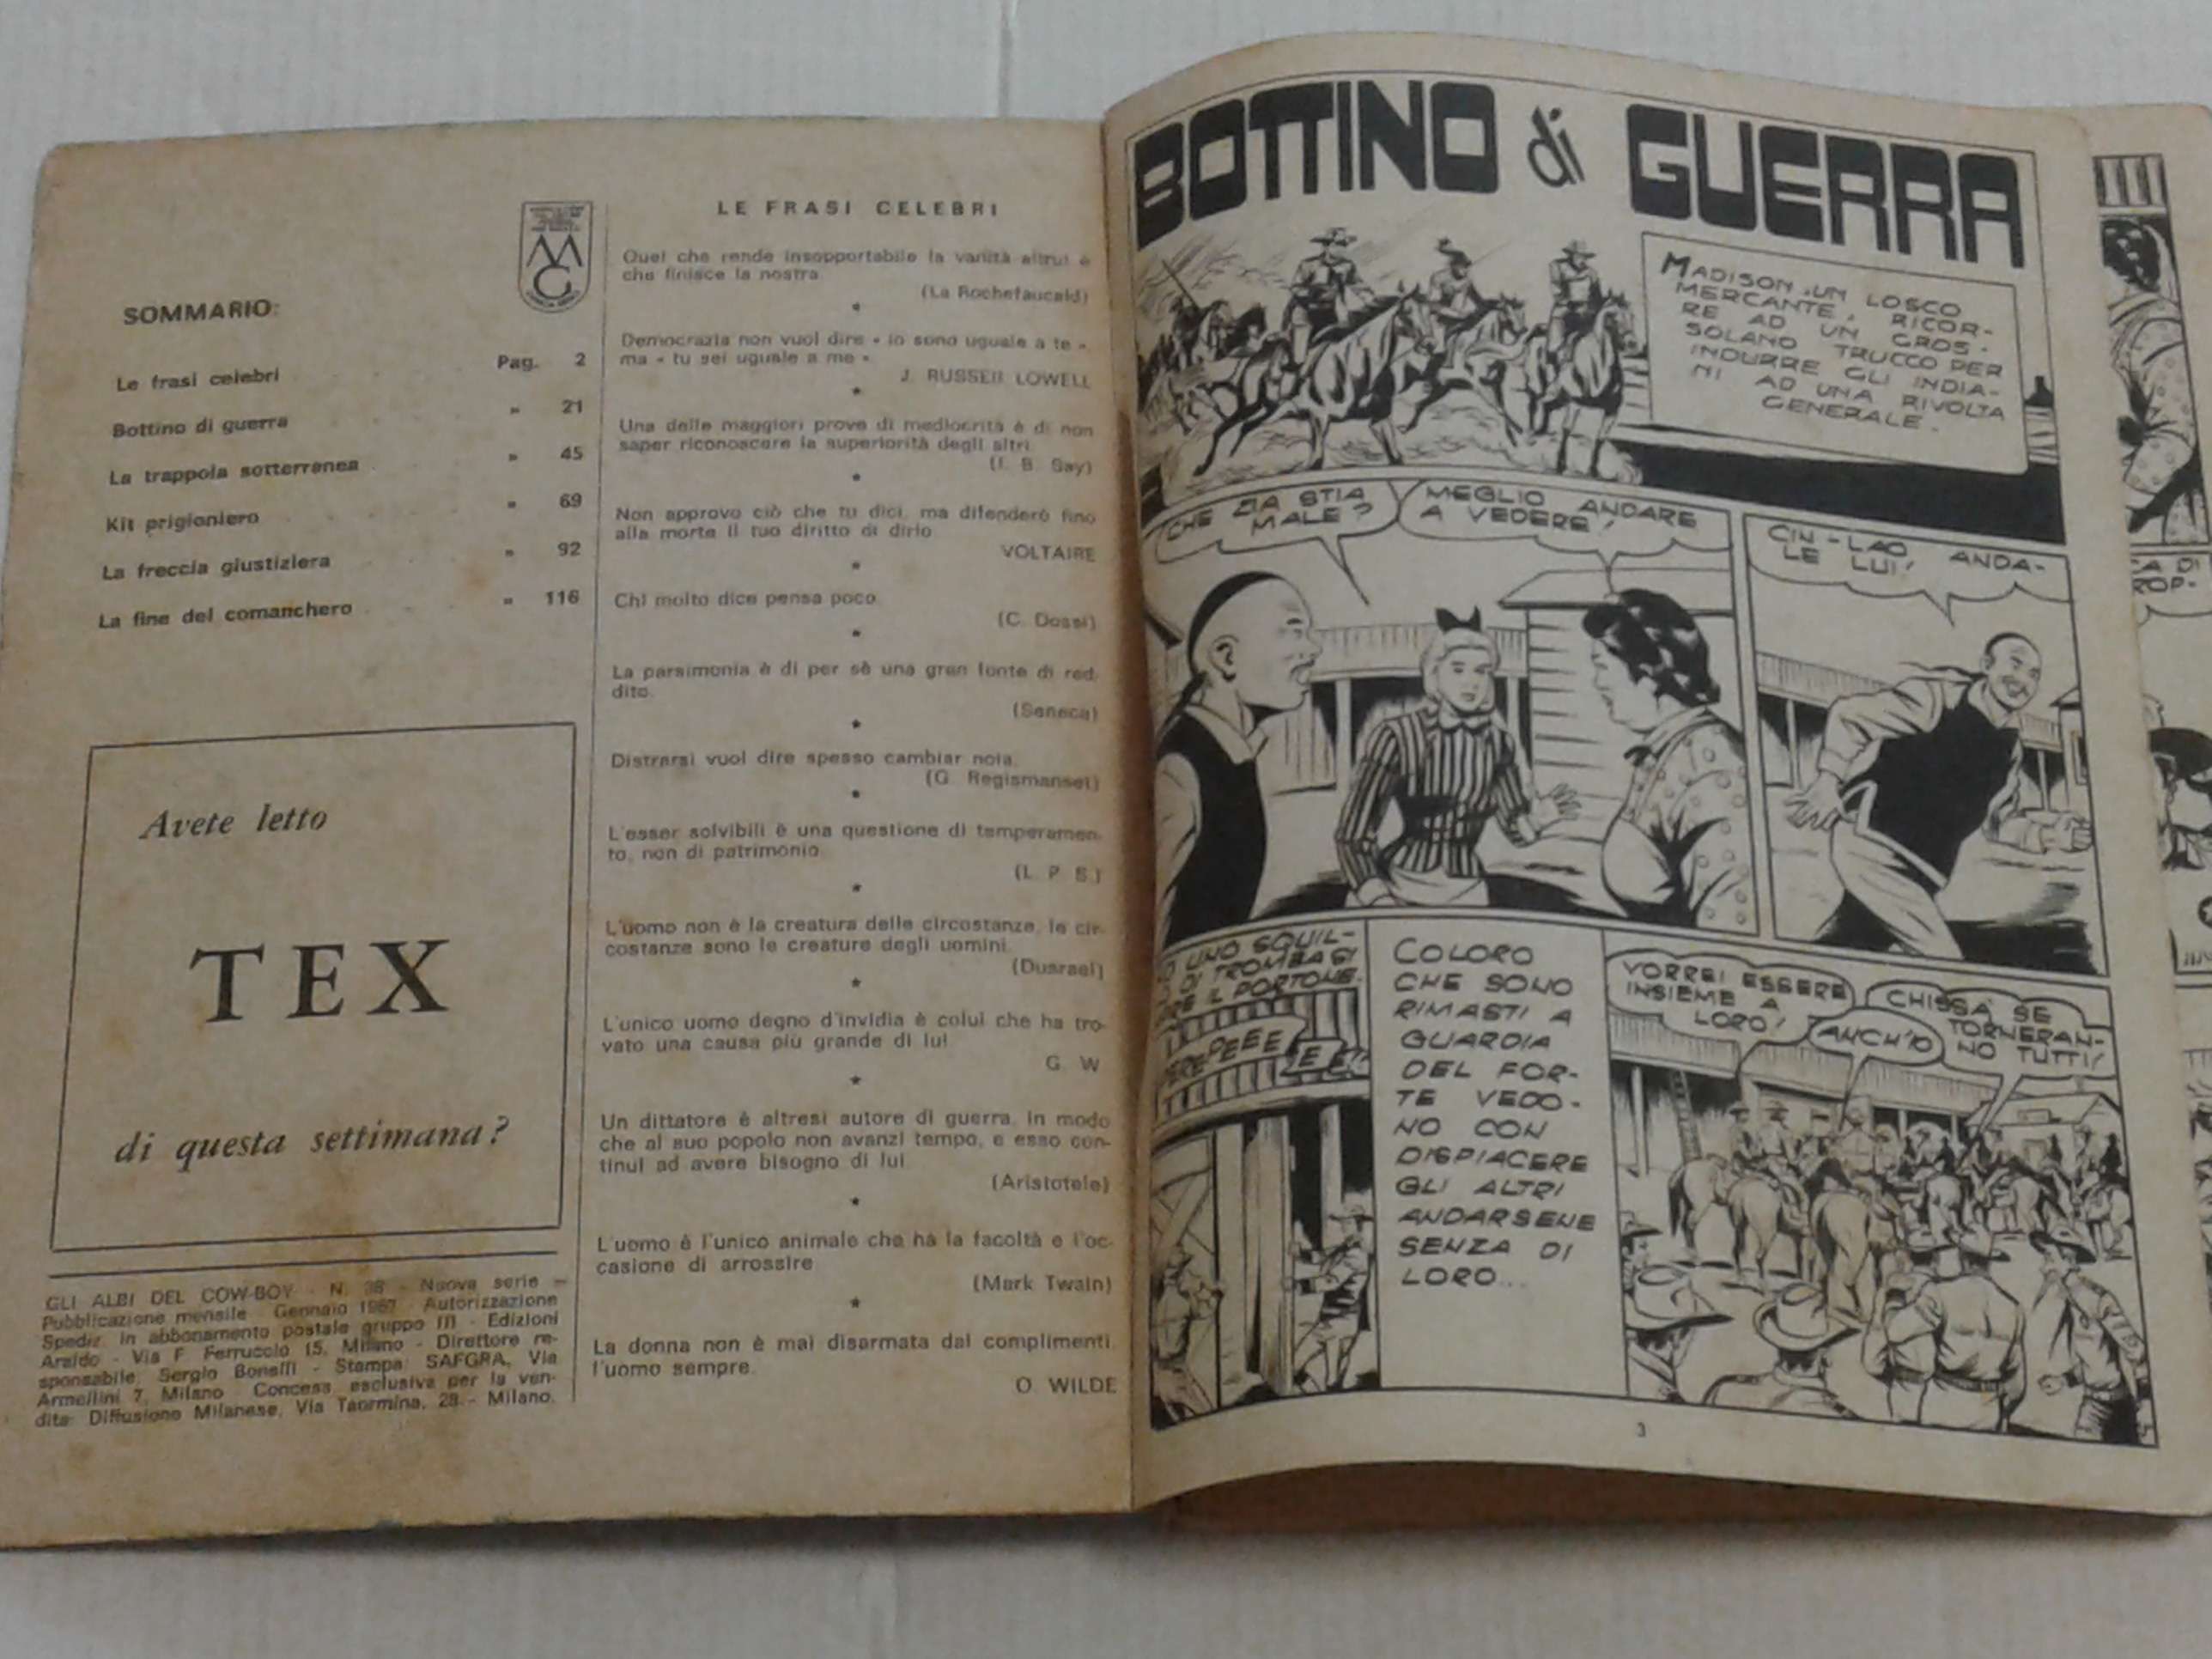 SOMMARIO:
Le frasi celebri Pag. 2
Bottino di guerra » 21
La trappola sotterranea » 45
Kit prigioniero » 69
La freccia giustiziera » 92
La fine del comanchero » 116
Avete letto
TEX
di questa settimana?
GLI ALBI DEL COW-BOY - N. 38 - Nuova serie -
Pubblicazione mensile - Gennaio 1967 - Autorizzazione
Spediz. in abbonamento postale gruppo III - Edizioni
Araldo - Via F. Ferruccio 15, Milano - Direttore re-
sponsabile, Sergio Bonelli - Stampa: SAFGRA, Via
Armellini 7, Milano - Concess. esclusiva per la ven-
dita: Diffusione Milanese, Via Taormina, 28 - Milano.
MG
LE FRASI CELEBRI
Quel che rende insopportabile la vanità altrui è
che finisce la nostra
(La Rochefaucald)
*
Democrazia non vuol dire « io sono uguale a te »
ma « tu sei uguale a me »
J. RUSSELL LOWELL
*
Una delle maggiori prove di mediocrità è di non
saper riconoscere la superiorità degli altri
(I. B. Say)
*
Non approvo ciò che tu dici, ma difenderò fino
alla morte il tuo diritto di dirlo
VOLTAIRE
*
Chi molto dice pensa poco
(C. Dossi)
*
La parsimonia è di per sè una gran fonte di red-
dito.
(Seneca)
*
Distrarsi vuol dire spesso cambiar noia.
(G. Regismanset)
*
L'esser solvibili è una questione di temperamen-
to, non di patrimonio
(L. P. S.)
*
L'uomo non è la creatura delle circostanze, le cir-
costanze sono le creature degli uomini.
(Dusraeli)
*
L'unico uomo degno d'invidia è colui che ha tro-
vato una causa più grande di lui
G. W.
*
Un dittatore è altresì autore di guerra, in modo
che al suo popolo non avanzi tempo, e esso con-
tinui ad avere bisogno di lui
(Aristotele)
*
L'uomo è l'unico animale che ha la facoltà e l'oc-
casione di arrossire
(Mark Twain)
*
La donna non è mai disarmata dai complimenti,
l'uomo sempre.
O. WILDE
BOTTINO di GUERRA
MADISON, UN LOSCO
MERCANTE, RICOR-
RE AD UN GROS-
SOLANO TRUCCO PER
INDURRE GLI INDIA-
NI AD UNA RIVOLTA
GENERALE.
CHE ZIA STIA
MALE?
MEGLIO ANDARE
A VEDERE!
CIN-LAO, ANDA-
LE LUI!
UNO SQUIL-
DI TROMBA SI
IL PORTONE.
EREPEEE E E
COLORO
CHE SONO
RIMASTI A
GUARDIA
DEL FOR-
TE VEDO-
NO CON
DISPIACERE
GLI ALTRI
ANDARSENE
SENZA DI
LORO...
VORREI ESSERE
INSIEME A
LORO!
ANCH'IO
CHISSÀ SE
TORNERAN-
NO TUTTI!
3